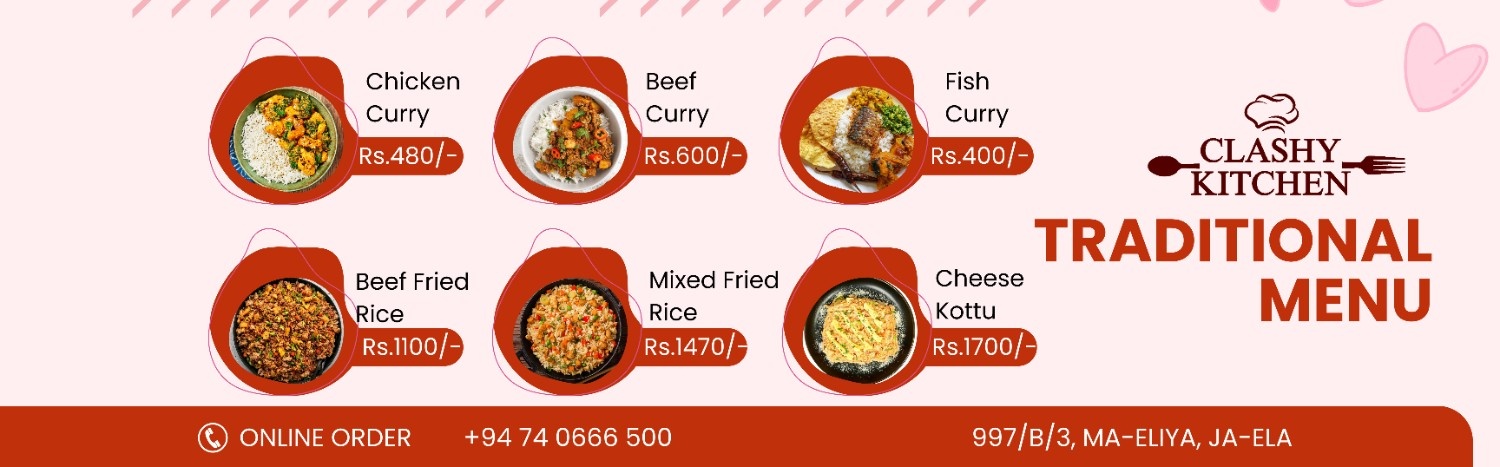 Chicken
Curry
Rs.480/-
Beef
Curry
Rs.600/-
Fish
Curry
Rs.400/-
Beef Fried
Rice
Rs.1100/-
Mixed Fried
Rice
Rs.1470/-
Cheese
Kottu
Rs.1700/-
CLASHY
KITCHEN
TRADITIONAL
MENU
ONLINE ORDER +94 74 0666 500
997/B/3, MA-ELIYA, JA-ELA